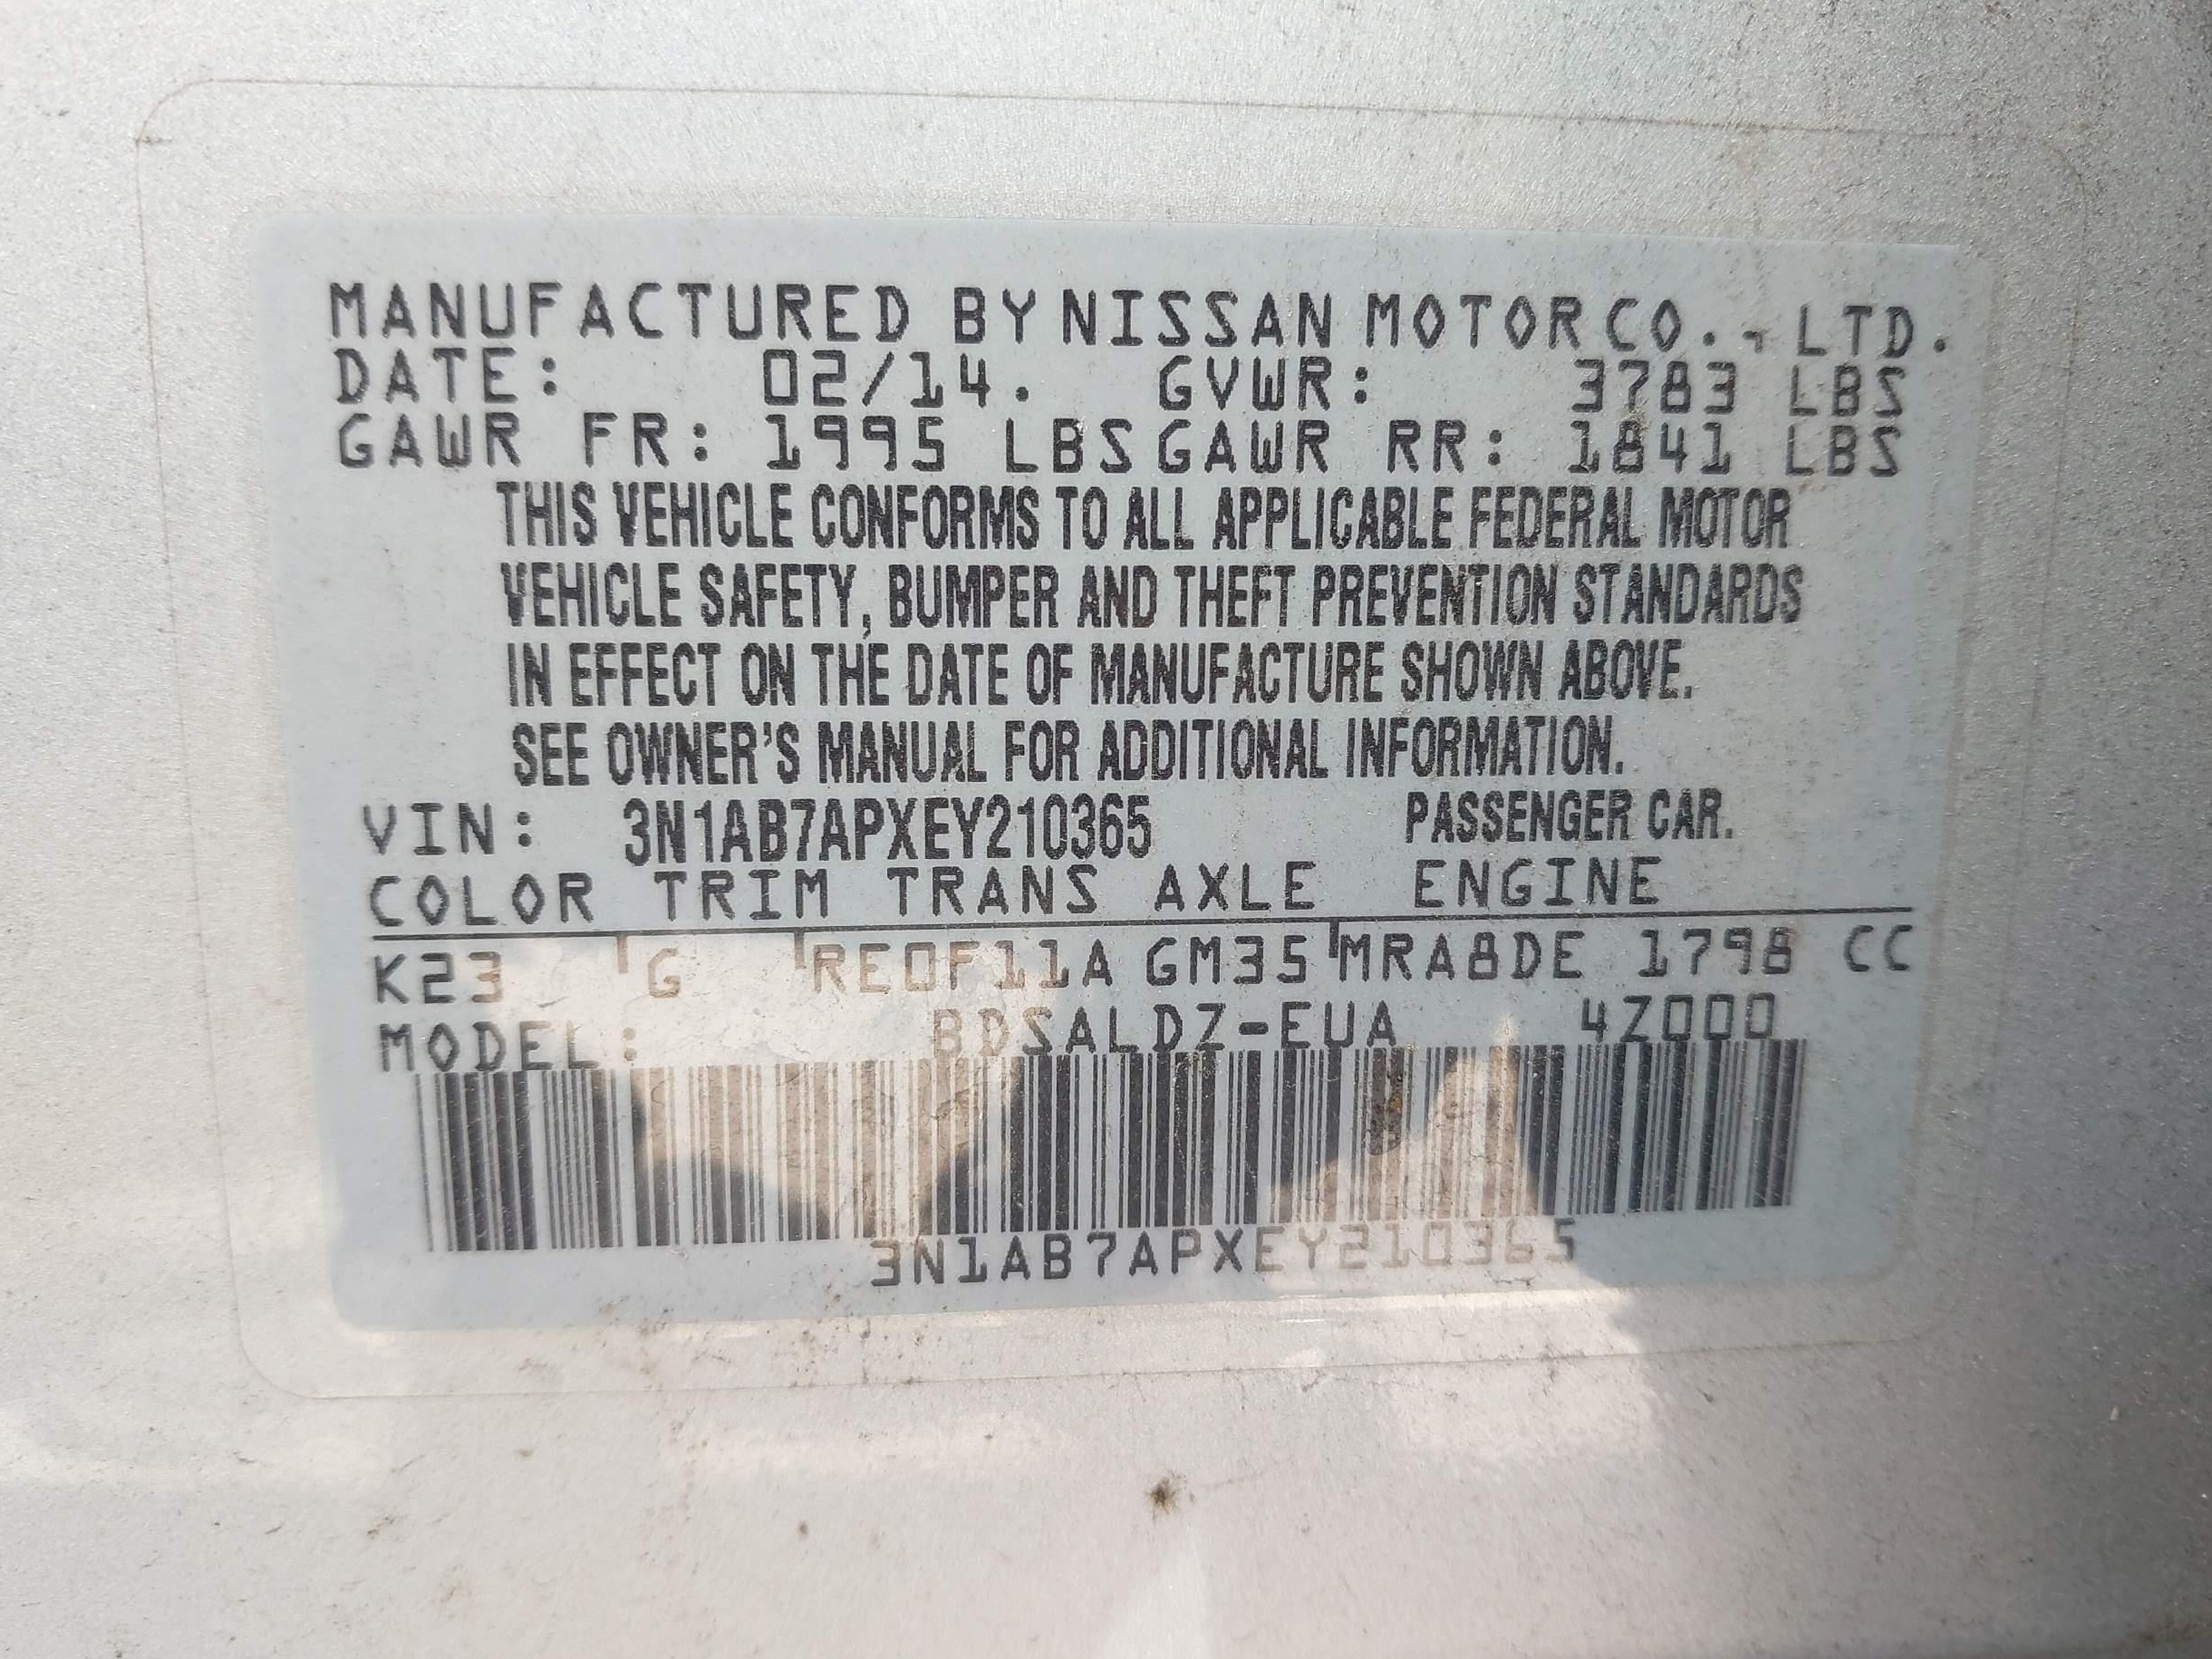 MANUFACTURED BY NISSAN MOTOR CO., LTD.
DATE: 02/14. GVWR: 3783 LBS
GAWR FR: 1995 LBS GAWR RR: 1841 LBS
THIS VEHICLE CONFORMS TO ALL APPLICABLE FEDERAL MOTOR
VEHICLE SAFETY, BUMPER AND THEFT PREVENTION STANDARDS
IN EFFECT ON THE DATE OF MANUFACTURE SHOWN ABOVE.
SEE OWNER'S MANUAL FOR ADDITIONAL INFORMATION.
VIN: 3N1AB7APXEY210365 PASSENGER CAR.
COLOR TRIM TRANS AXLE ENGINE
K23 G RE0F11A GM35 MRA8DE 1798 CC
MODEL: BDSALDZ-EUA 4Z000
3N1AB7APXEY210365